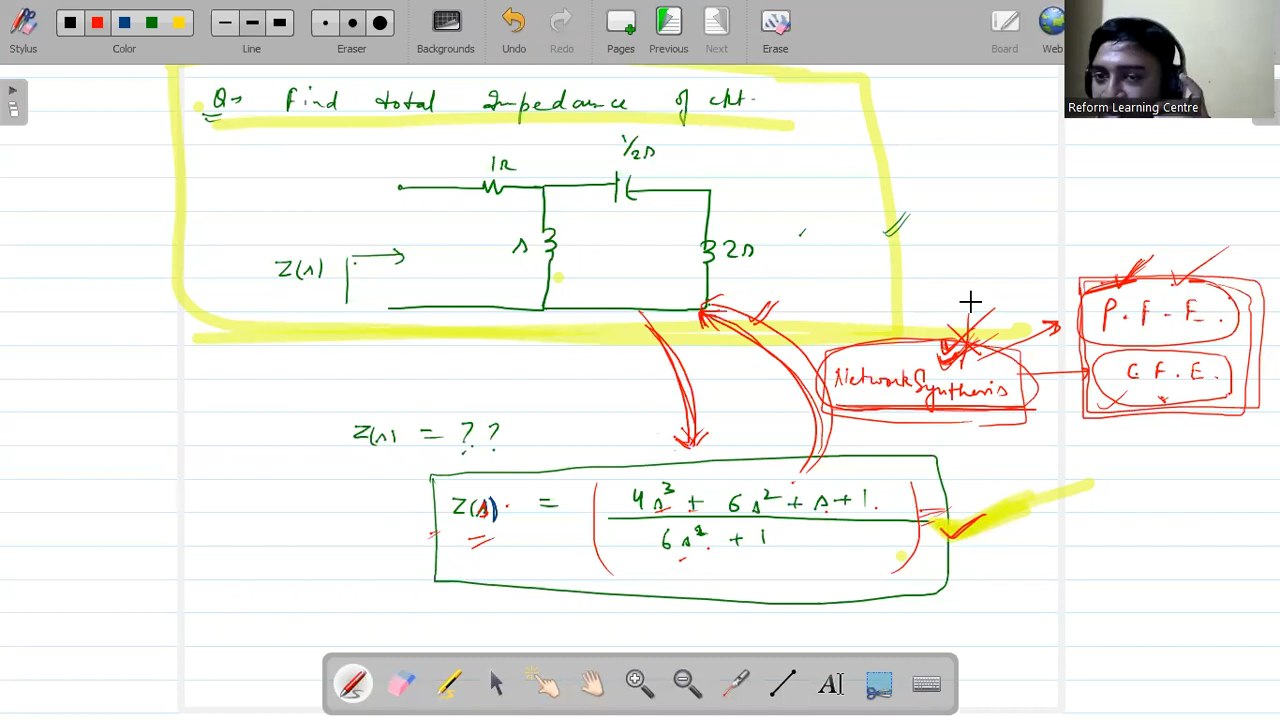 Stylus
Color
Line
Eraser
Backgrounds
Undo
Redo
Pages
Previous
Next
Erase
Board
Web
Reform Learning Centre
Q→ Find total Impedance of ckt.
1Ω
1/2s
s
2s
Z(s)
P. F. E.
C. F. E.
Network Synthesis
Z(s) = ??
Z(s) = ( 4s³ + 6s² + s + 1 / 6s² + 1 )